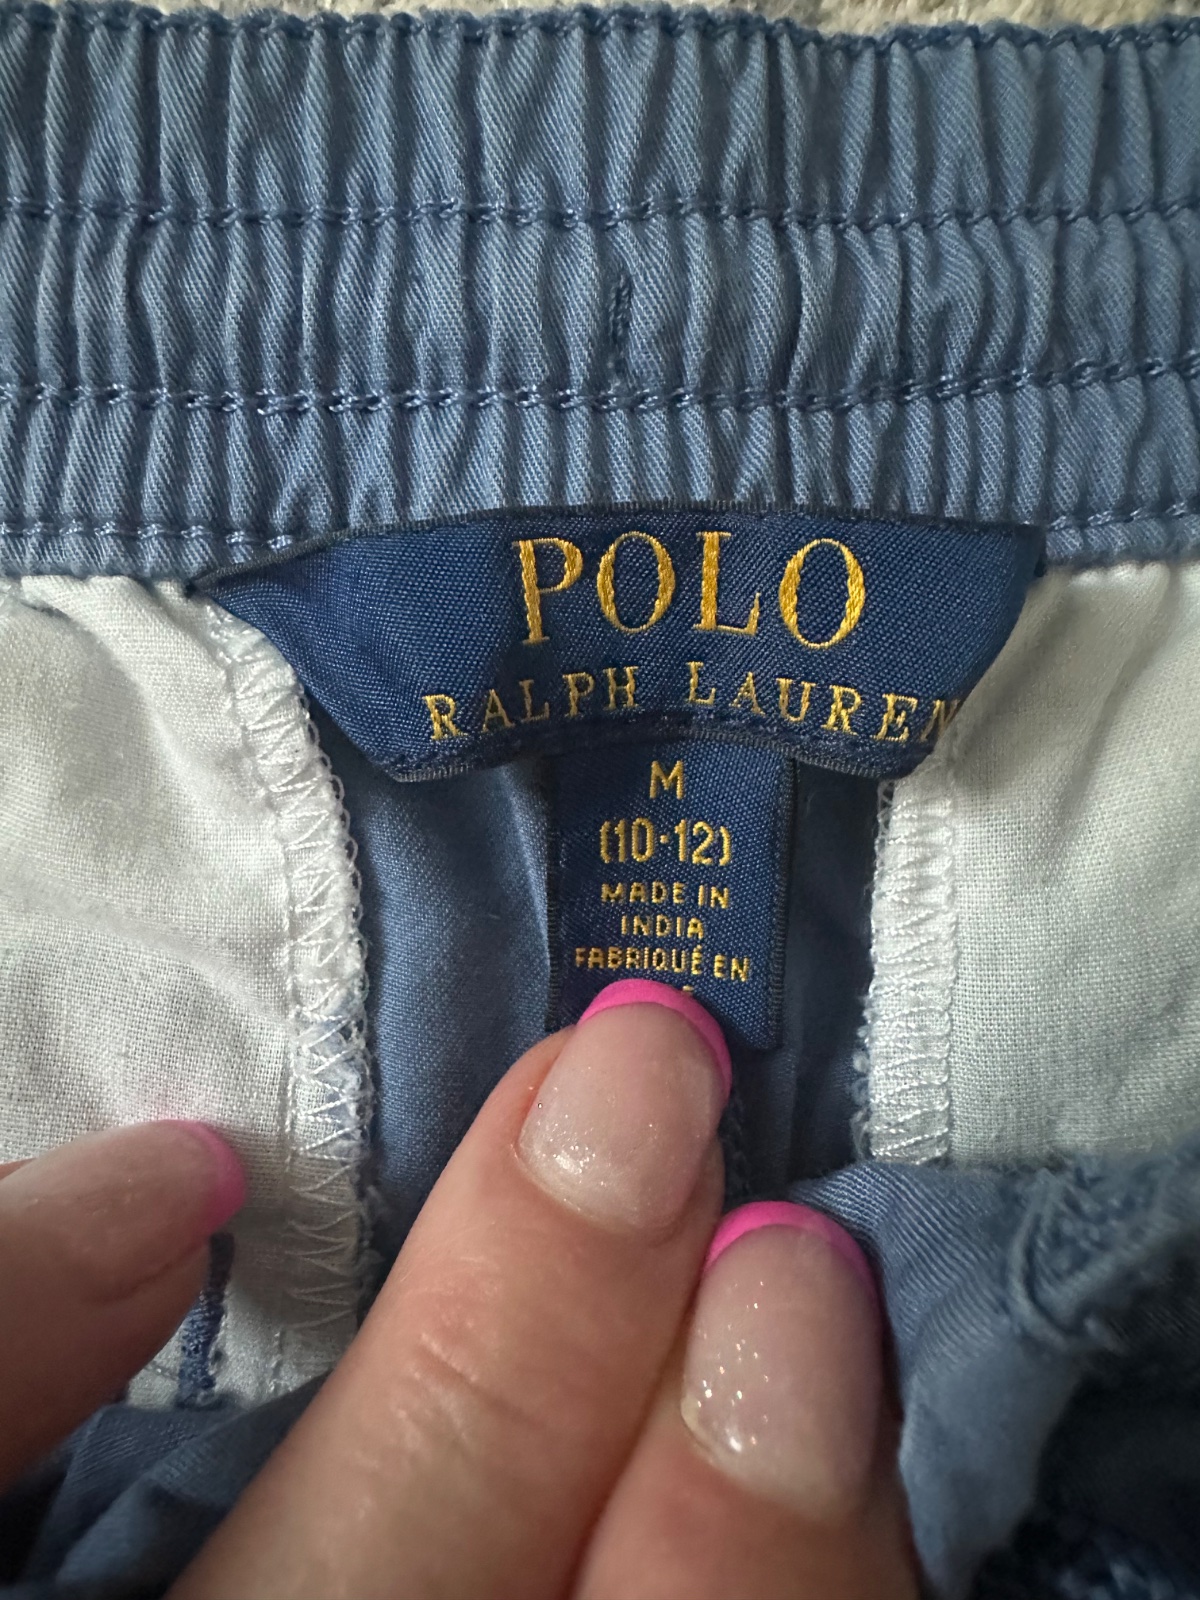 POLO
RALPH LAUREN
M
(10-12)
MADE IN
INDIA
FABRIQUÉ EN